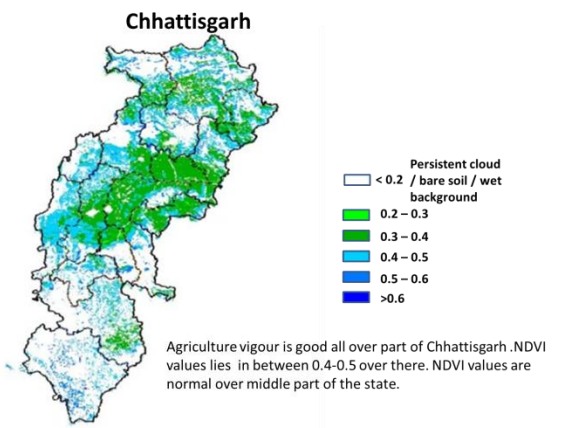 Chhattisgarh
Persistent cloud
< 0.2 / bare soil / wet
background
0.2 – 0.3
0.3 – 0.4
0.4 – 0.5
0.5 – 0.6
>0.6
Agriculture vigour is good all over part of Chhattisgarh .NDVI
values lies in between 0.4-0.5 over there. NDVI values are
normal over middle part of the state.